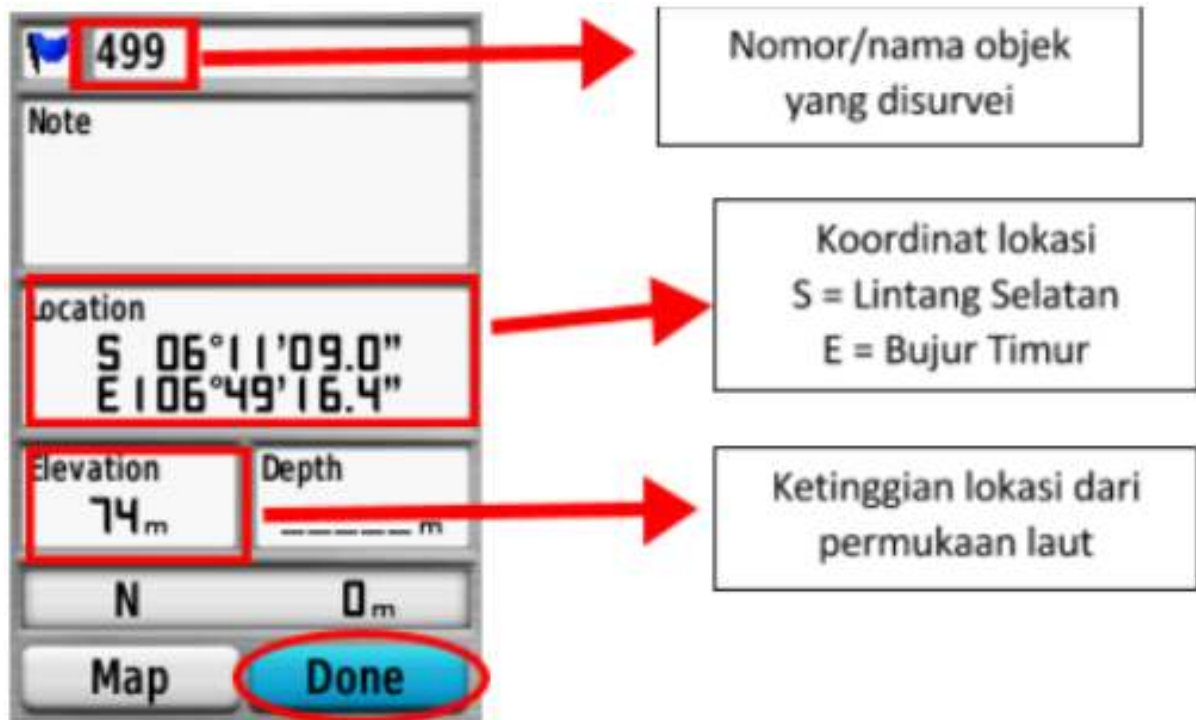 499
Nomor/nama objek
yang disurvei
Note
Koordinat lokasi
S = Lintang Selatan
E = Bujur Timur
Location
S 06°11'09.0"
E106°49'16.4"
Elevation
74m
Depth
_____m
Ketinggian lokasi dari
permukaan laut
N 0m
Map
Done